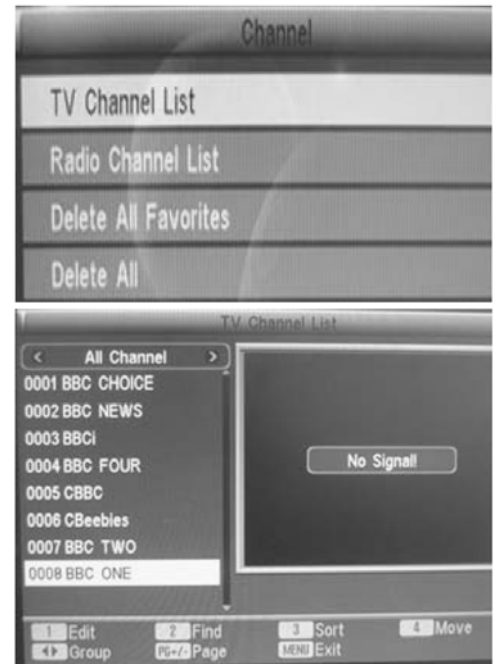 Channel
TV Channel List
Radio Channel List
Delete All Favorites
Delete All
TV Channel List
< All Channel >
0001 BBC CHOICE
0002 BBC NEWS
0003 BBCi
0004 BBC FOUR
0005 CBBC
0006 CBeebies
0007 BBC TWO
0008 BBC ONE
No Signal!
1 Edit 2 Find 3 Sort 4 Move
◄► Group PG+/- Page MENU Exit